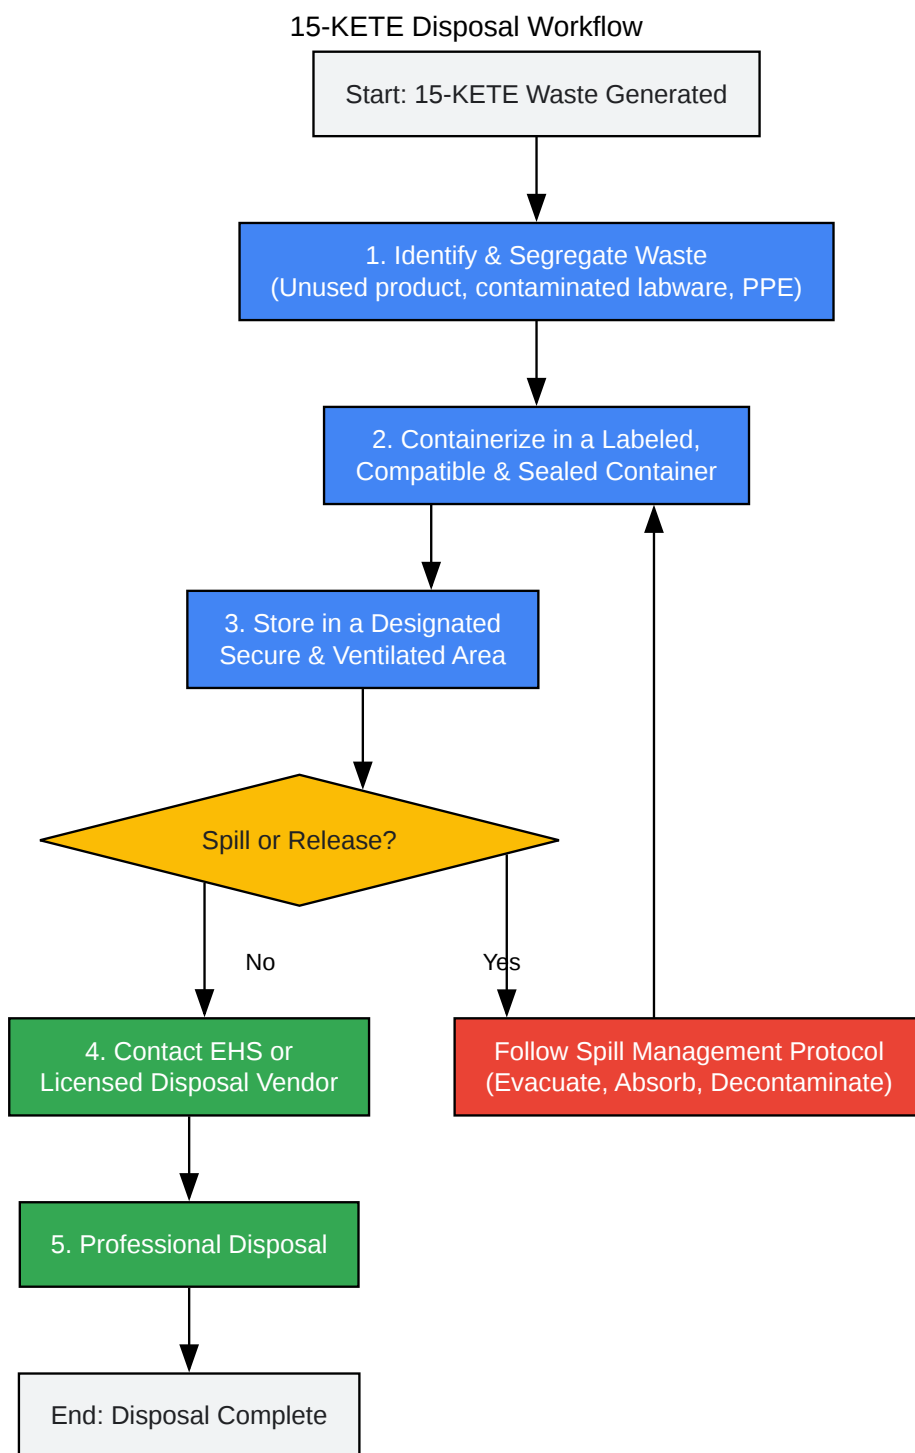 15-KETE Disposal Workflow
Start: 15-KETE Waste Generated
1. Identify & Segregate Waste
(Unused product, contaminated labware, PPE)
2. Containerize in a Labeled,
Compatible & Sealed Container
3. Store in a Designated
Secure & Ventilated Area
Spill or Release?
No
Yes
4. Contact EHS or
Licensed Disposal Vendor
Follow Spill Management Protocol
(Evacuate, Absorb, Decontaminate)
5. Professional Disposal
End: Disposal Complete